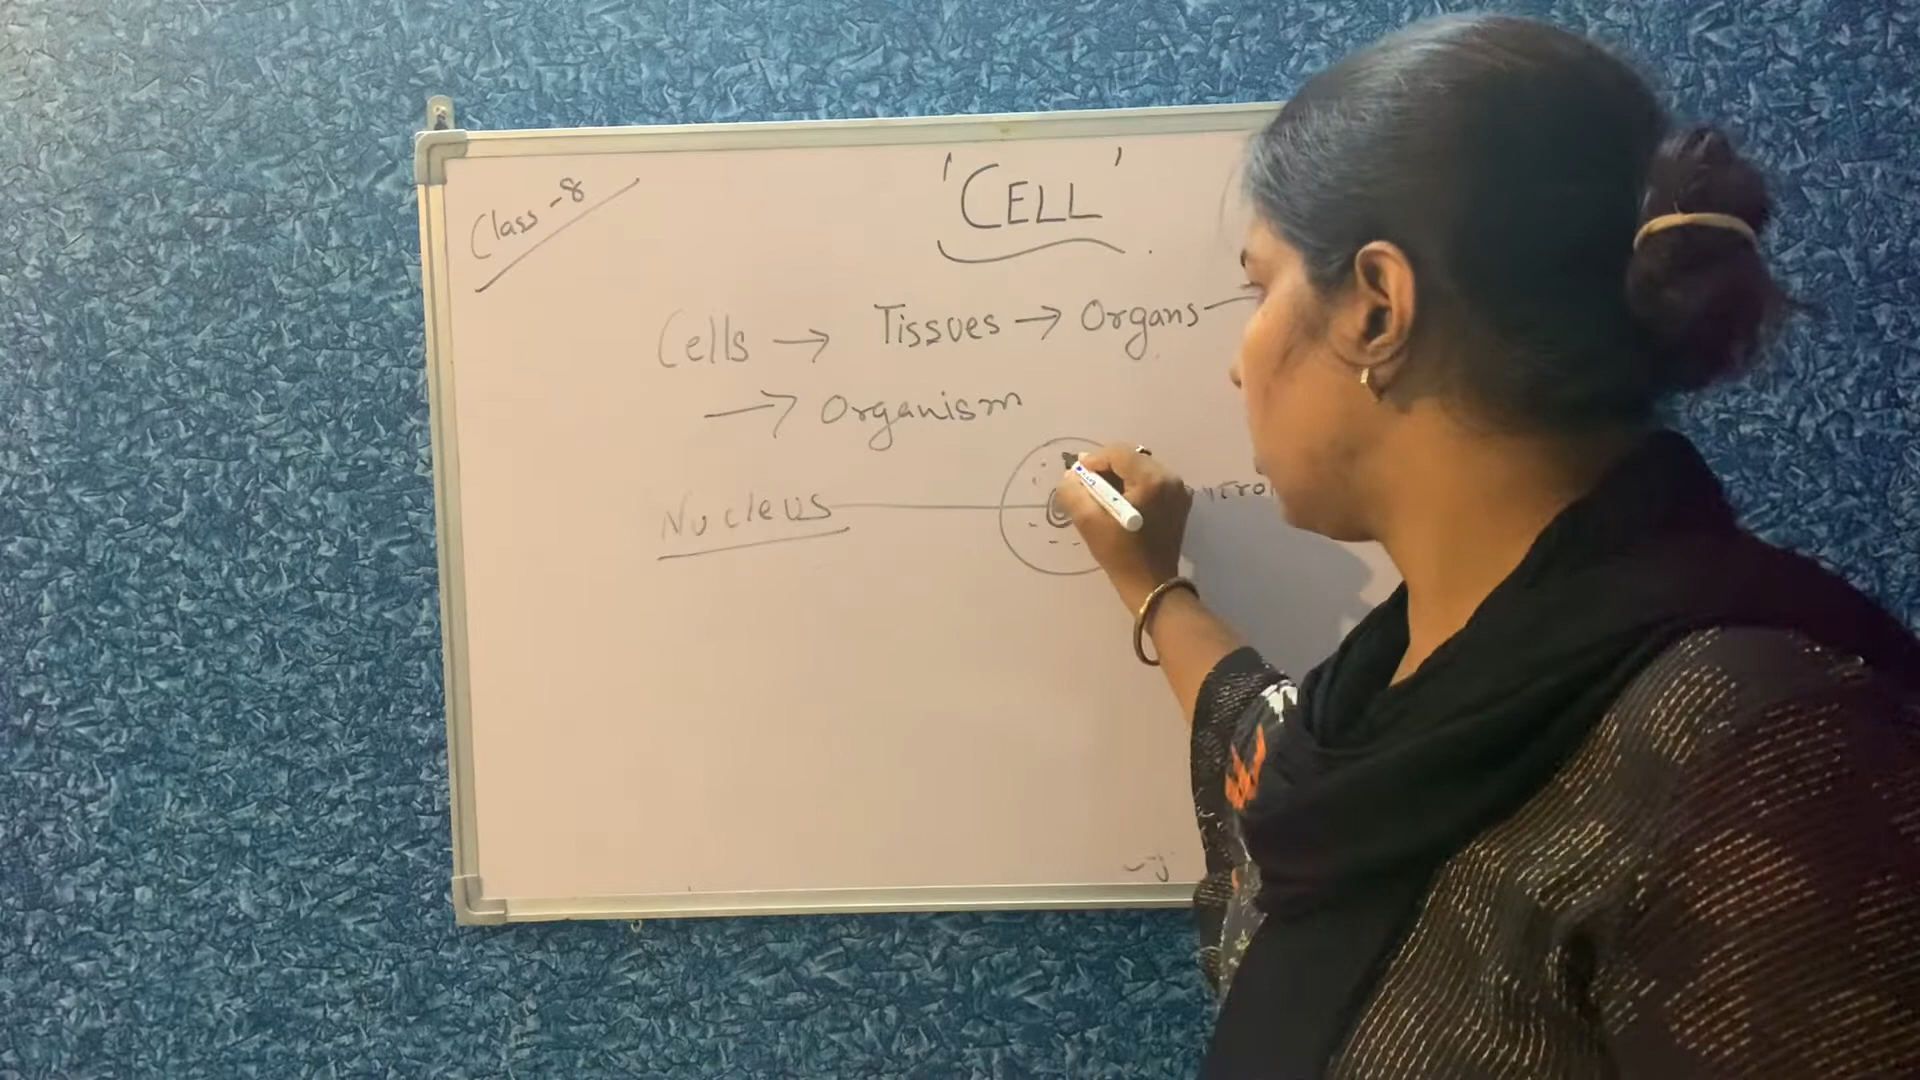 Class-8
'CELL'
Cells → Tissues → Organs
→ Organism
Nucleus